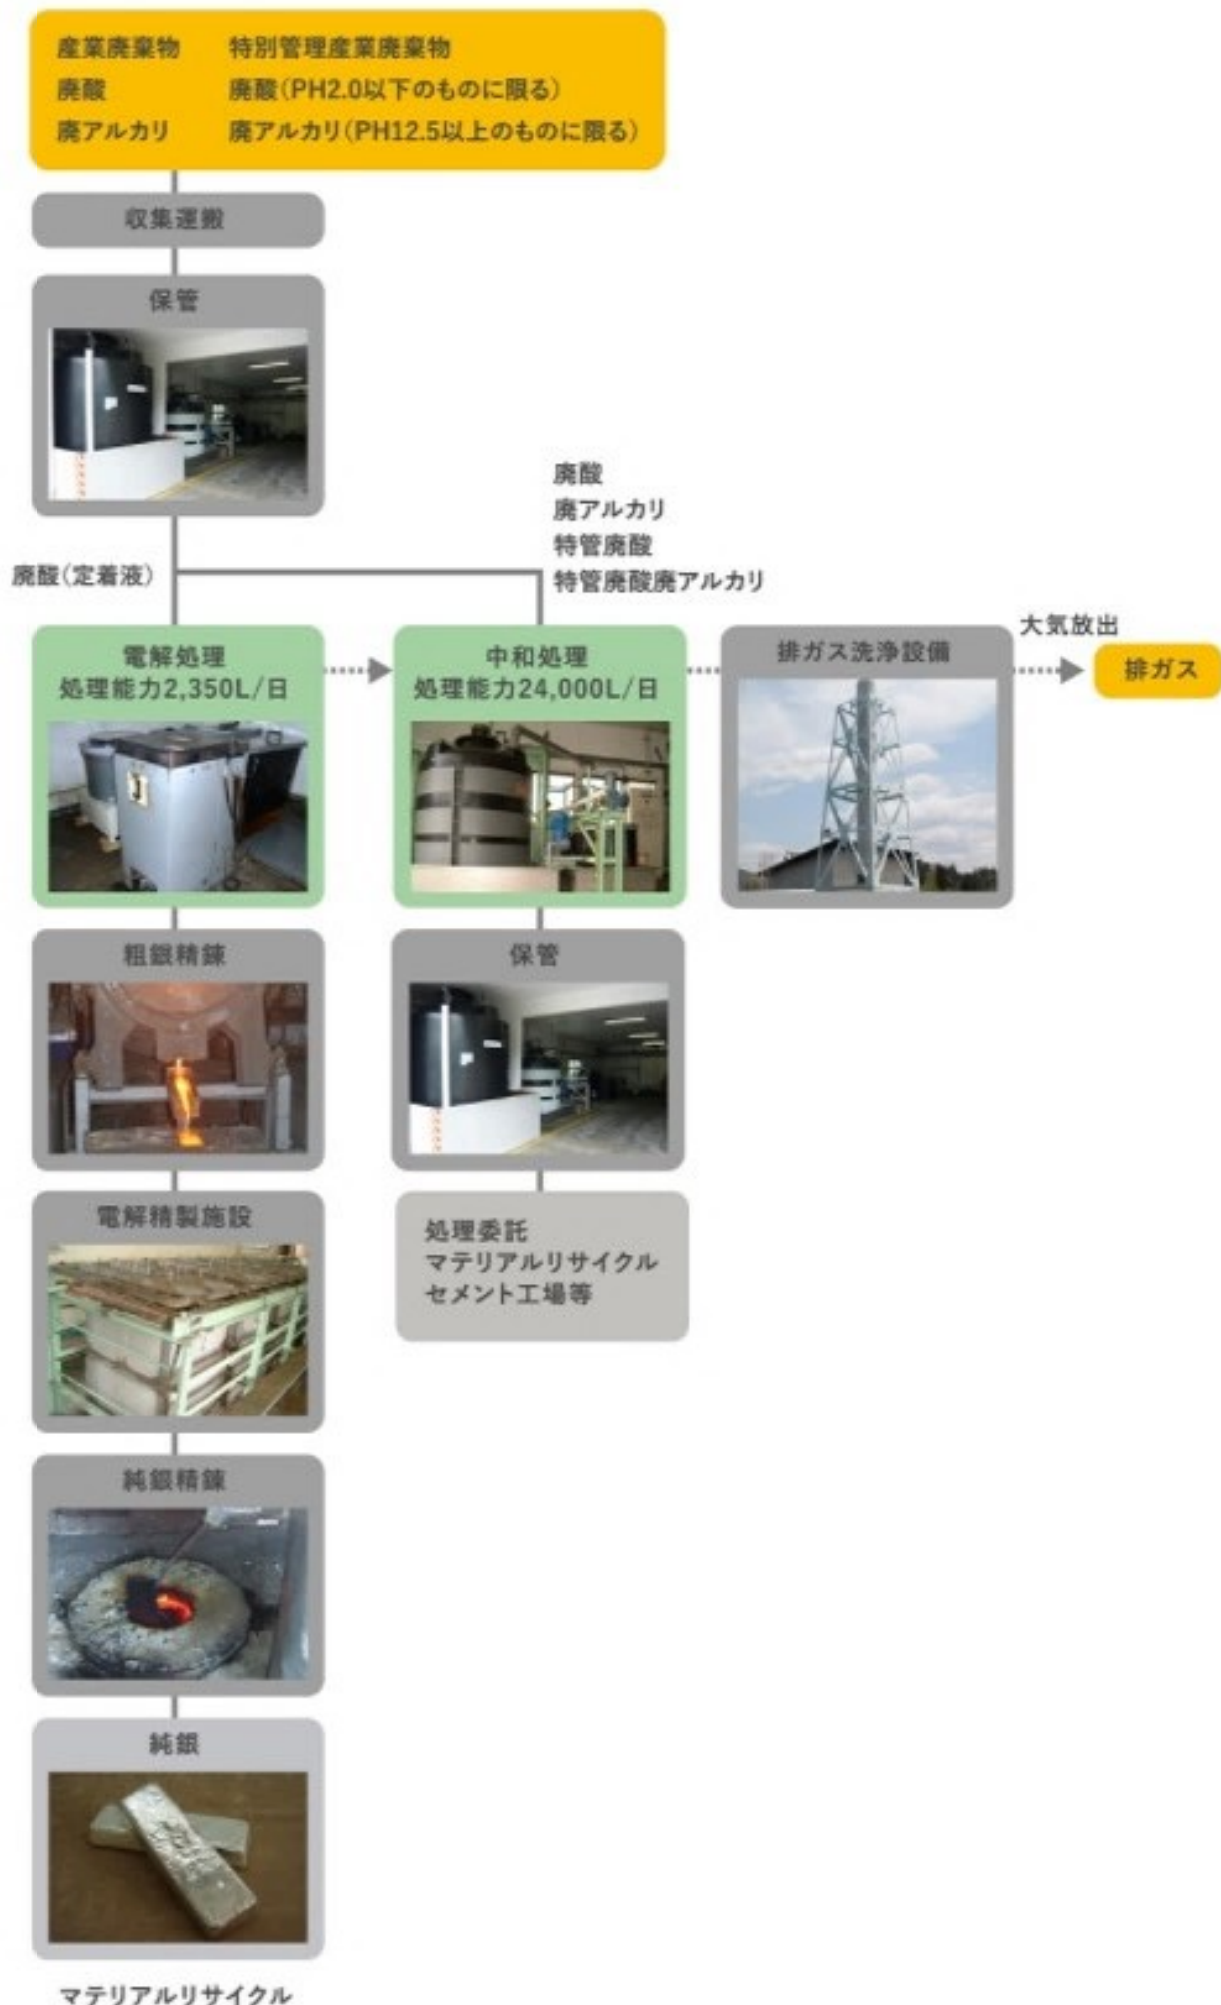 産業廃棄物 特別管理産業廃棄物
廃酸 廃酸(PH2.0以下のものに限る)
廃アルカリ 廃アルカリ(PH12.5以上のものに限る)
収集運搬
保管
廃酸
廃アルカリ
特管廃酸
特管廃酸廃アルカリ
廃酸(定着液)
電解処理
処理能力2,350L/日
中和処理
処理能力24,000L/日
排ガス洗浄設備
大気放出
排ガス
粗銀精錬
保管
電解精製施設
処理委託
マテリアルリサイクル
セメント工場等
純銀精錬
純銀
マテリアルリサイクル